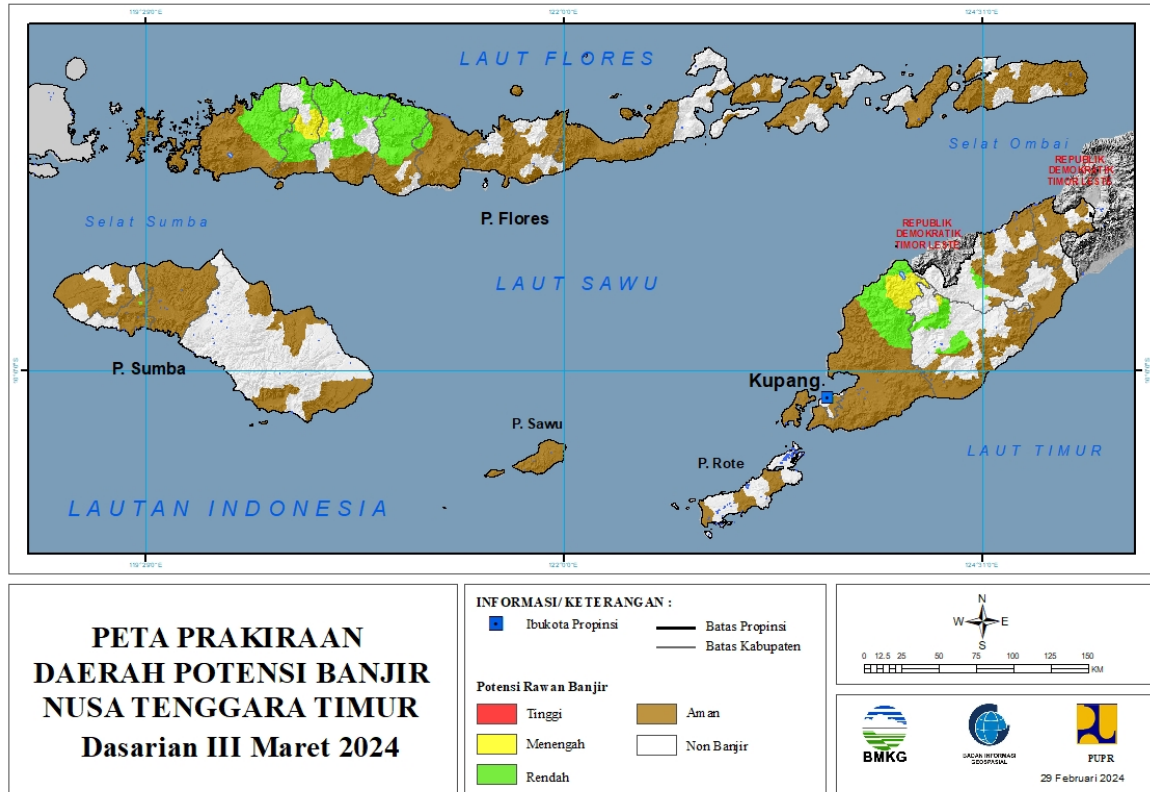 LAUT FLORES
Selat Ombai
REPUBLIK
DEMOKRATIK
TIMOR LESTE
Selat Sumba
P. Flores
REPUBLIK
DEMOKRATIK
TIMOR LESTE
LAUT SAWU
P. Sumba
Kupang
P. Sawu
P. Rote
LAUT TIMUR
LAUTAN INDONESIA
PETA PRAKIRAAN
DAERAH POTENSI BANJIR
NUSA TENGGARA TIMUR
Dasarian III Maret 2024
INFORMASI/ KETERANGAN :
Ibukota Propinsi
Batas Propinsi
Batas Kabupaten
Potensi Rawan Banjir
Tinggi
Aman
Menengah
Non Banjir
Rendah
N
W E
S
0 12.5 25 50 75 100 125 150
KM
BMKG
BADAN INFORMASI
GEOSPASIAL
PUPR
29 Februari 2024